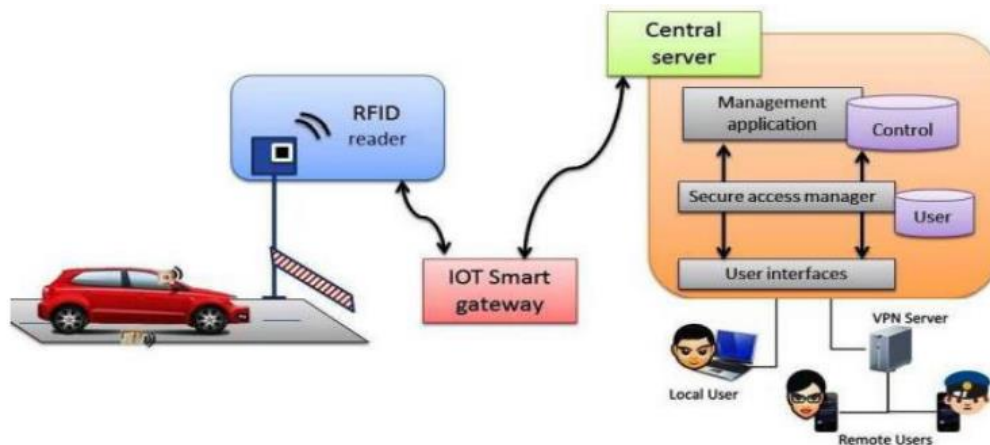 Central
server
RFID
reader
Management
application
Control
Secure access manager
User
IOT Smart
gateway
User interfaces
VPN Server
Local User
Remote Users